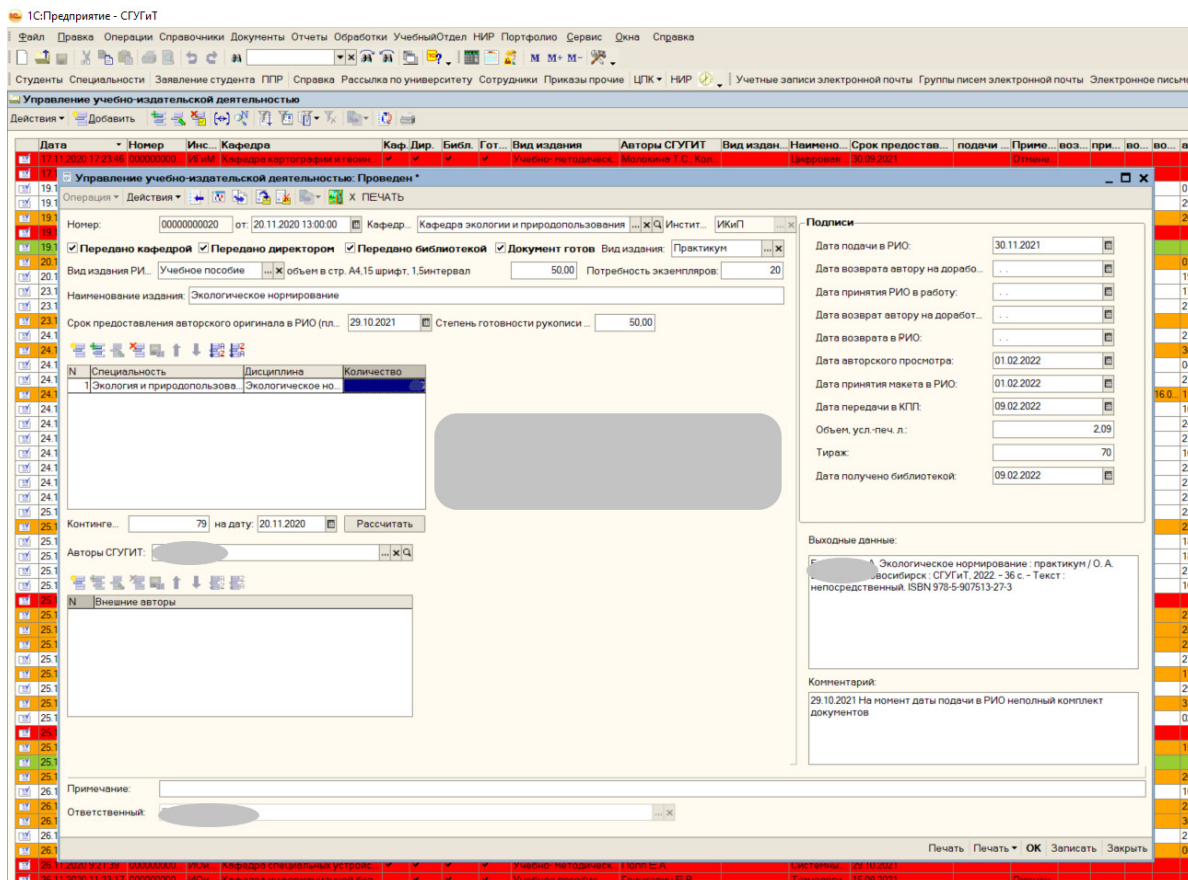 1С:Предприятие - СГУГиТ
Файл Правка Операции Справочники Документы Отчеты Обработки УчебныйОтдел НИР Портфолио Сервис Окна Справка
М М+ М-
Студенты Специальности Заявление студента ППР Справка Рассылка по университету Сотрудники Приказы прочие ЦПК НИР Учетные записи электронной почты Группы писем электронной почты Электронное письмо
Управление учебно-издательской деятельностью
Действия Добавить
Дата Номер Инс... Кафедра Каф. Дир. Библ. Гот... Вид издания Авторы СГУГИТ Вид издан... Наимено... Срок предостав... подачи ... Приме... воз... при... во... во...
17.11.2020 17:23:46 000000000... ИГиМ Кафедра картографии и геоин... Учебно- методическ... Молокина Т.С., Кол... Цифровая 30.09.2021 Отмене...
Управление учебно-издательской деятельностью: Проведен *
Операция Действия Х ПЕЧАТЬ
Номер: 00000000020 от: 20.11.2020 13:00:00 Кафедр... Кафедра экологии и природопользования ... Инстит... ИКиП ...
Передано кафедрой Передано директором Передано библиотекой Документ готов Вид издания: Практикум ...
Вид издания РИ... Учебное пособие ... объем в стр. А4,15 шрифт, 1,5интервал 50,00 Потребность экземпляров: 20
Наименование издания: Экологическое нормирование
Срок предоставления авторского оригинала в РИО (пл... 29.10.2021 Степень готовности рукописи ... 50,00
N Специальность Дисциплина Количество
1 Экология и природопользова... Экологическое но...
Континге... 79 на дату: 20.11.2020 Рассчитать
Авторы СГУГИТ: ...
N Внешние авторы
Подписи
Дата подачи в РИО: 30.11.2021
Дата возврата автору на дорабо... . .
Дата принятия РИО в работу: . .
Дата возврат автору на доработ... . .
Дата возврата в РИО: . .
Дата авторского просмотра: 01.02.2022
Дата принятия макета в РИО: 01.02.2022
Дата передачи в КПП: 09.02.2022
Объем, усл.-печ. л.: 2,09
Тираж: 70
Дата получено библиотекой: 09.02.2022
Выходные данные:
А. Экологическое нормирование : практикум / О. А.
овосибирск : СГУГиТ, 2022. – 36 с. – Текст :
непосредственный. ISBN 978-5-907513-27-3
Комментарий:
29.10.2021 На момент даты подачи в РИО неполный комплект
документов
Примечание:
Ответственный: ...
Печать Печать ОК Записать Закрыть
26.11.2020 9:21:39 000000000... ИОи... Кафедра специальных устройс... Учебно- методическ... Попп Е.А. Системны... 29.10.2021